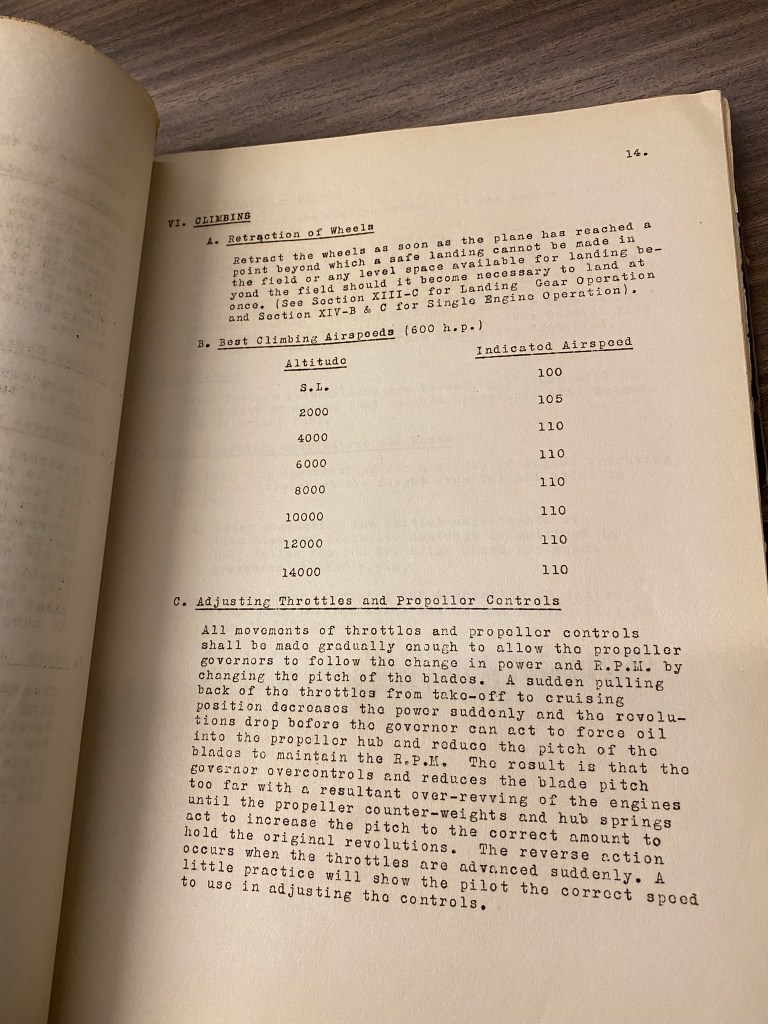 14.
VI. CLIMBING
A. Retraction of Wheels
Retract the wheels as soon as the plane has reached a
point beyond which a safe landing cannot be made in
the field or any level space available for landing be-
yond the field should it become necessary to land at
once. (See Section XIII-C for Landing Gear Operation
and Section XIV-B & C for Single Engine Operation).
B. Best Climbing Airspeeds (600 h.p.)
Altitude Indicated Airspeed
S.L. 100
2000 105
4000 110
6000 110
8000 110
10000 110
12000 110
14000 110
C. Adjusting Throttles and Propeller Controls
All movements of throttles and propeller controls
shall be made gradually enough to allow the propeller
governors to follow the change in power and R.P.M. by
changing the pitch of the blades. A sudden pulling
back of the throttles from take-off to cruising
position decreases the power suddenly and the revolu-
tions drop before the governor can act to force oil
into the propeller hub and reduce the pitch of the
blades to maintain the R.P.M. The result is that the
governor overcontrols and reduces the blade pitch
too far with a resultant over-revving of the engines
until the propeller counter-weights and hub springs
act to increase the pitch to the correct amount to
hold the original revolutions. The reverse action
occurs when the throttles are advanced suddenly. A
little practice will show the pilot the correct speed
to use in adjusting the controls.